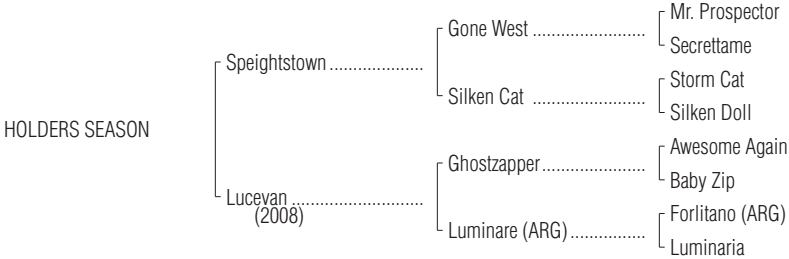 Mr. Prospector
Gone West ........................
Secrettame
Speightstown ....................
Storm Cat
Silken Cat ........................
Silken Doll
HOLDERS SEASON
Awesome Again
Ghostzapper......................
Baby Zip
Lucevan ............................
(2008)
Forlitano (ARG)
Luminare (ARG)................
Luminaria